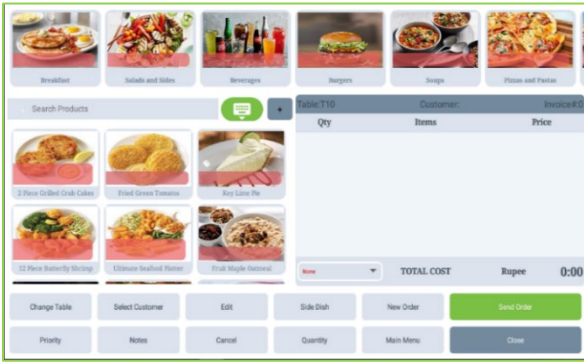 Breakfast
Salads and Sides
Beverages
Burgers
Soups
Pizzas and Pastas
Search Products
+
Table:T10 Customer: Invoice#:0
Qty Items Price
2 Piece Grilled Crab Cakes
Fried Green Tomatos
Key Lime Pie
12 Piece Butterfly Shrimp
Ultimate Seafood Platter
Fruit Maple Oatmeal
None
TOTAL COST Rupee 0:00
Change Table
Select Customer
Edit
Side Dish
New Order
Send Order
Priority
Notes
Cancel
Quantity
Main Menu
Close